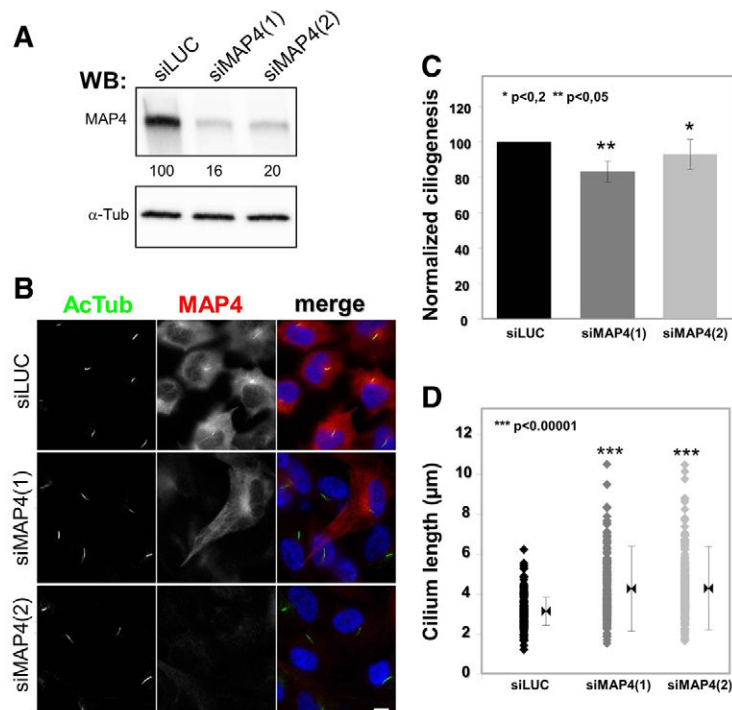 A
WB:
siLUC
siMAP4(1)
siMAP4(2)
MAP4
100 16 20
α-Tub
B
AcTub MAP4 merge
siLUC
siMAP4(1)
siMAP4(2)
C
* p<0,2 ** p<0,05
Normalized ciliogenesis
120
100
80
60
40
20
0
**
*
siLUC siMAP4(1) siMAP4(2)
D
*** p<0.00001
Cilium length (µm)
12
10
8
6
4
2
0
***
***
siLUC siMAP4(1) siMAP4(2)